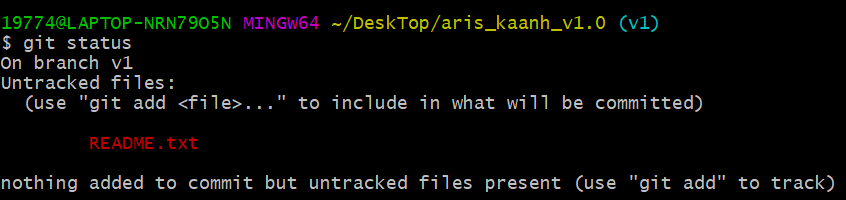 19774@LAPTOP-NRN79O5N MINGW64 ~/DeskTop/aris_kaanh_v1.0 (v1)
$ git status
On branch v1
Untracked files:
  (use "git add <file>..." to include in what will be committed)

        README.txt

nothing added to commit but untracked files present (use "git add" to track)